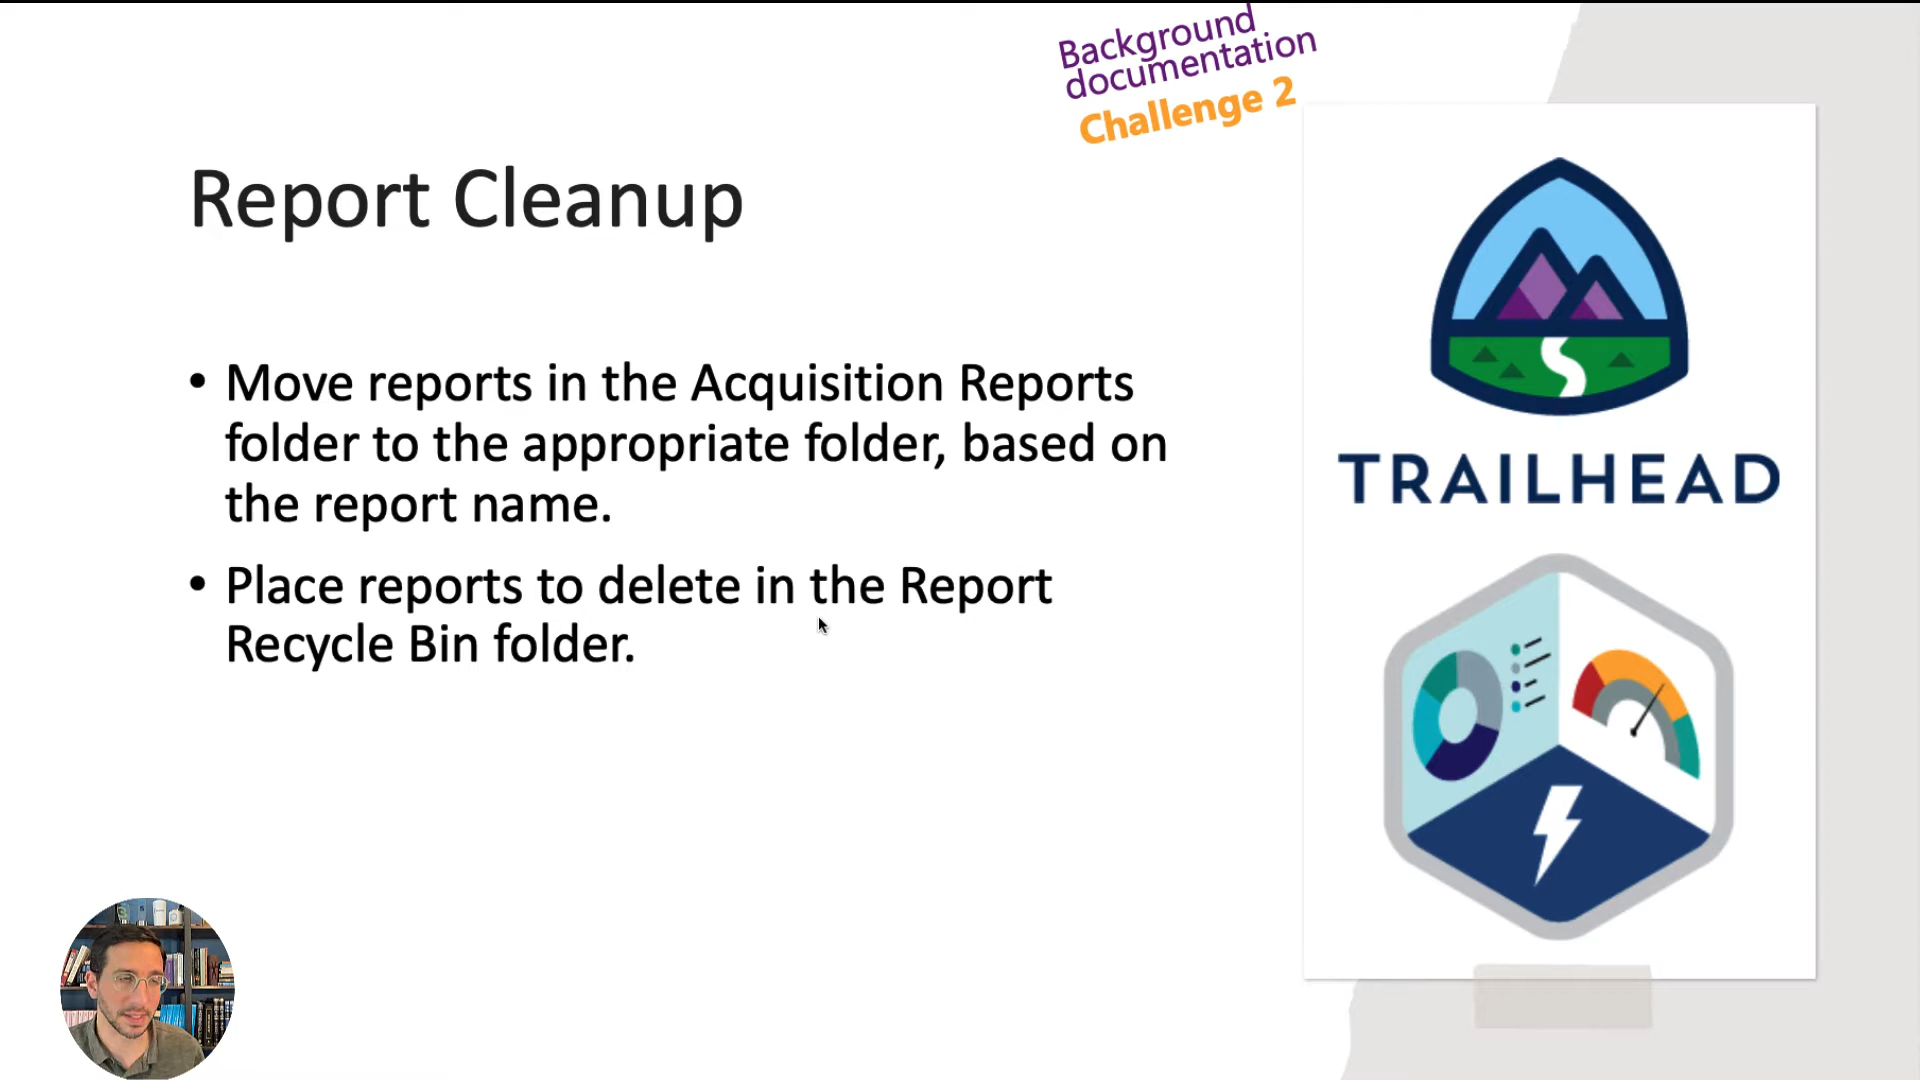 Background
documentation
Challenge 2
Report Cleanup
• Move reports in the Acquisition Reports
folder to the appropriate folder, based on
the report name.
• Place reports to delete in the Report
Recycle Bin folder.
TRAILHEAD